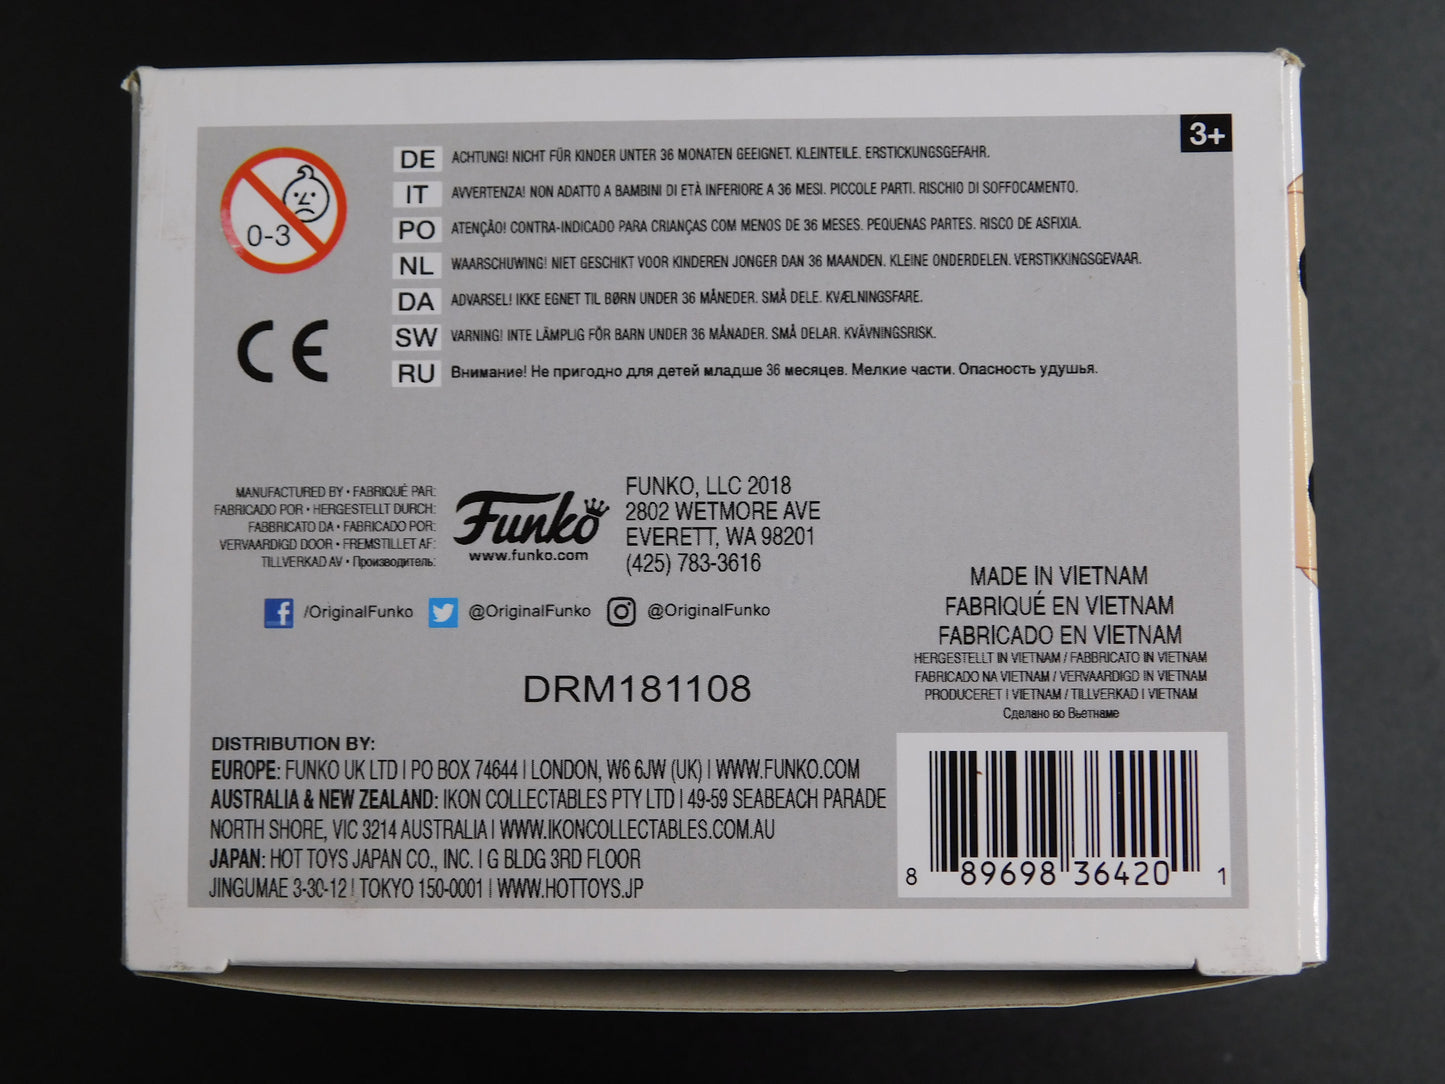 3+
0-3
DE ACHTUNG! NICHT FÜR KINDER UNTER 36 MONATEN GEEIGNET. KLEINTEILE. ERSTICKUNGSGEFAHR.
IT AVVERTENZA! NON ADATTO A BAMBINI DI ETÀ INFERIORE A 36 MESI. PICCOLE PARTI. RISCHIO DI SOFFOCAMENTO.
PO ATENÇÃO! CONTRA-INDICADO PARA CRIANÇAS COM MENOS DE 36 MESES. PEQUENAS PARTES. RISCO DE ASFIXIA.
NL WAARSCHUWING! NIET GESCHIKT VOOR KINDEREN JONGER DAN 36 MAANDEN. KLEINE ONDERDELEN. VERSTIKKINGSGEVAAR.
DA ADVARSEL! IKKE EGNET TIL BØRN UNDER 36 MÅNEDER. SMÅ DELE. KVÆLNINGSFARE.
SW VARNING! INTE LÄMPLIG FÖR BARN UNDER 36 MÅNADER. SMÅ DELAR. KVÄVNINGSRISK.
RU Внимание! Не пригодно для детей младше 36 месяцев. Мелкие части. Опасность удушья.
CE
MANUFACTURED BY • FABRIQUÉ PAR:
FABRICADO POR • HERGESTELLT DURCH:
FABBRICATO DA • FABRICADO POR:
VERVAARDIGD DOOR • FREMSTILLET AF:
TILLVERKAD AV • Производитель:
Funko
www.funko.com
FUNKO, LLC 2018
2802 WETMORE AVE
EVERETT, WA 98201
(425) 783-3616
/OriginalFunko @OriginalFunko @OriginalFunko
MADE IN VIETNAM
FABRIQUÉ EN VIETNAM
FABRICADO EN VIETNAM
HERGESTELLT IN VIETNAM / FABBRICATO IN VIETNAM
FABRICADO NA VIETNAM / VERVAARDIGD IN VIETNAM
PRODUCERET I VIETNAM / TILLVERKAD I VIETNAM
Сделано во Вьетнаме
DRM181108
DISTRIBUTION BY:
EUROPE: FUNKO UK LTD | PO BOX 74644 | LONDON, W6 6JW (UK) | WWW.FUNKO.COM
AUSTRALIA & NEW ZEALAND: IKON COLLECTABLES PTY LTD | 49-59 SEABEACH PARADE
NORTH SHORE, VIC 3214 AUSTRALIA | WWW.IKONCOLLECTABLES.COM.AU
JAPAN: HOT TOYS JAPAN CO., INC. | G BLDG 3RD FLOOR
JINGUMAE 3-30-12 | TOKYO 150-0001 | WWW.HOTTOYS.JP
8 89698 36420 1